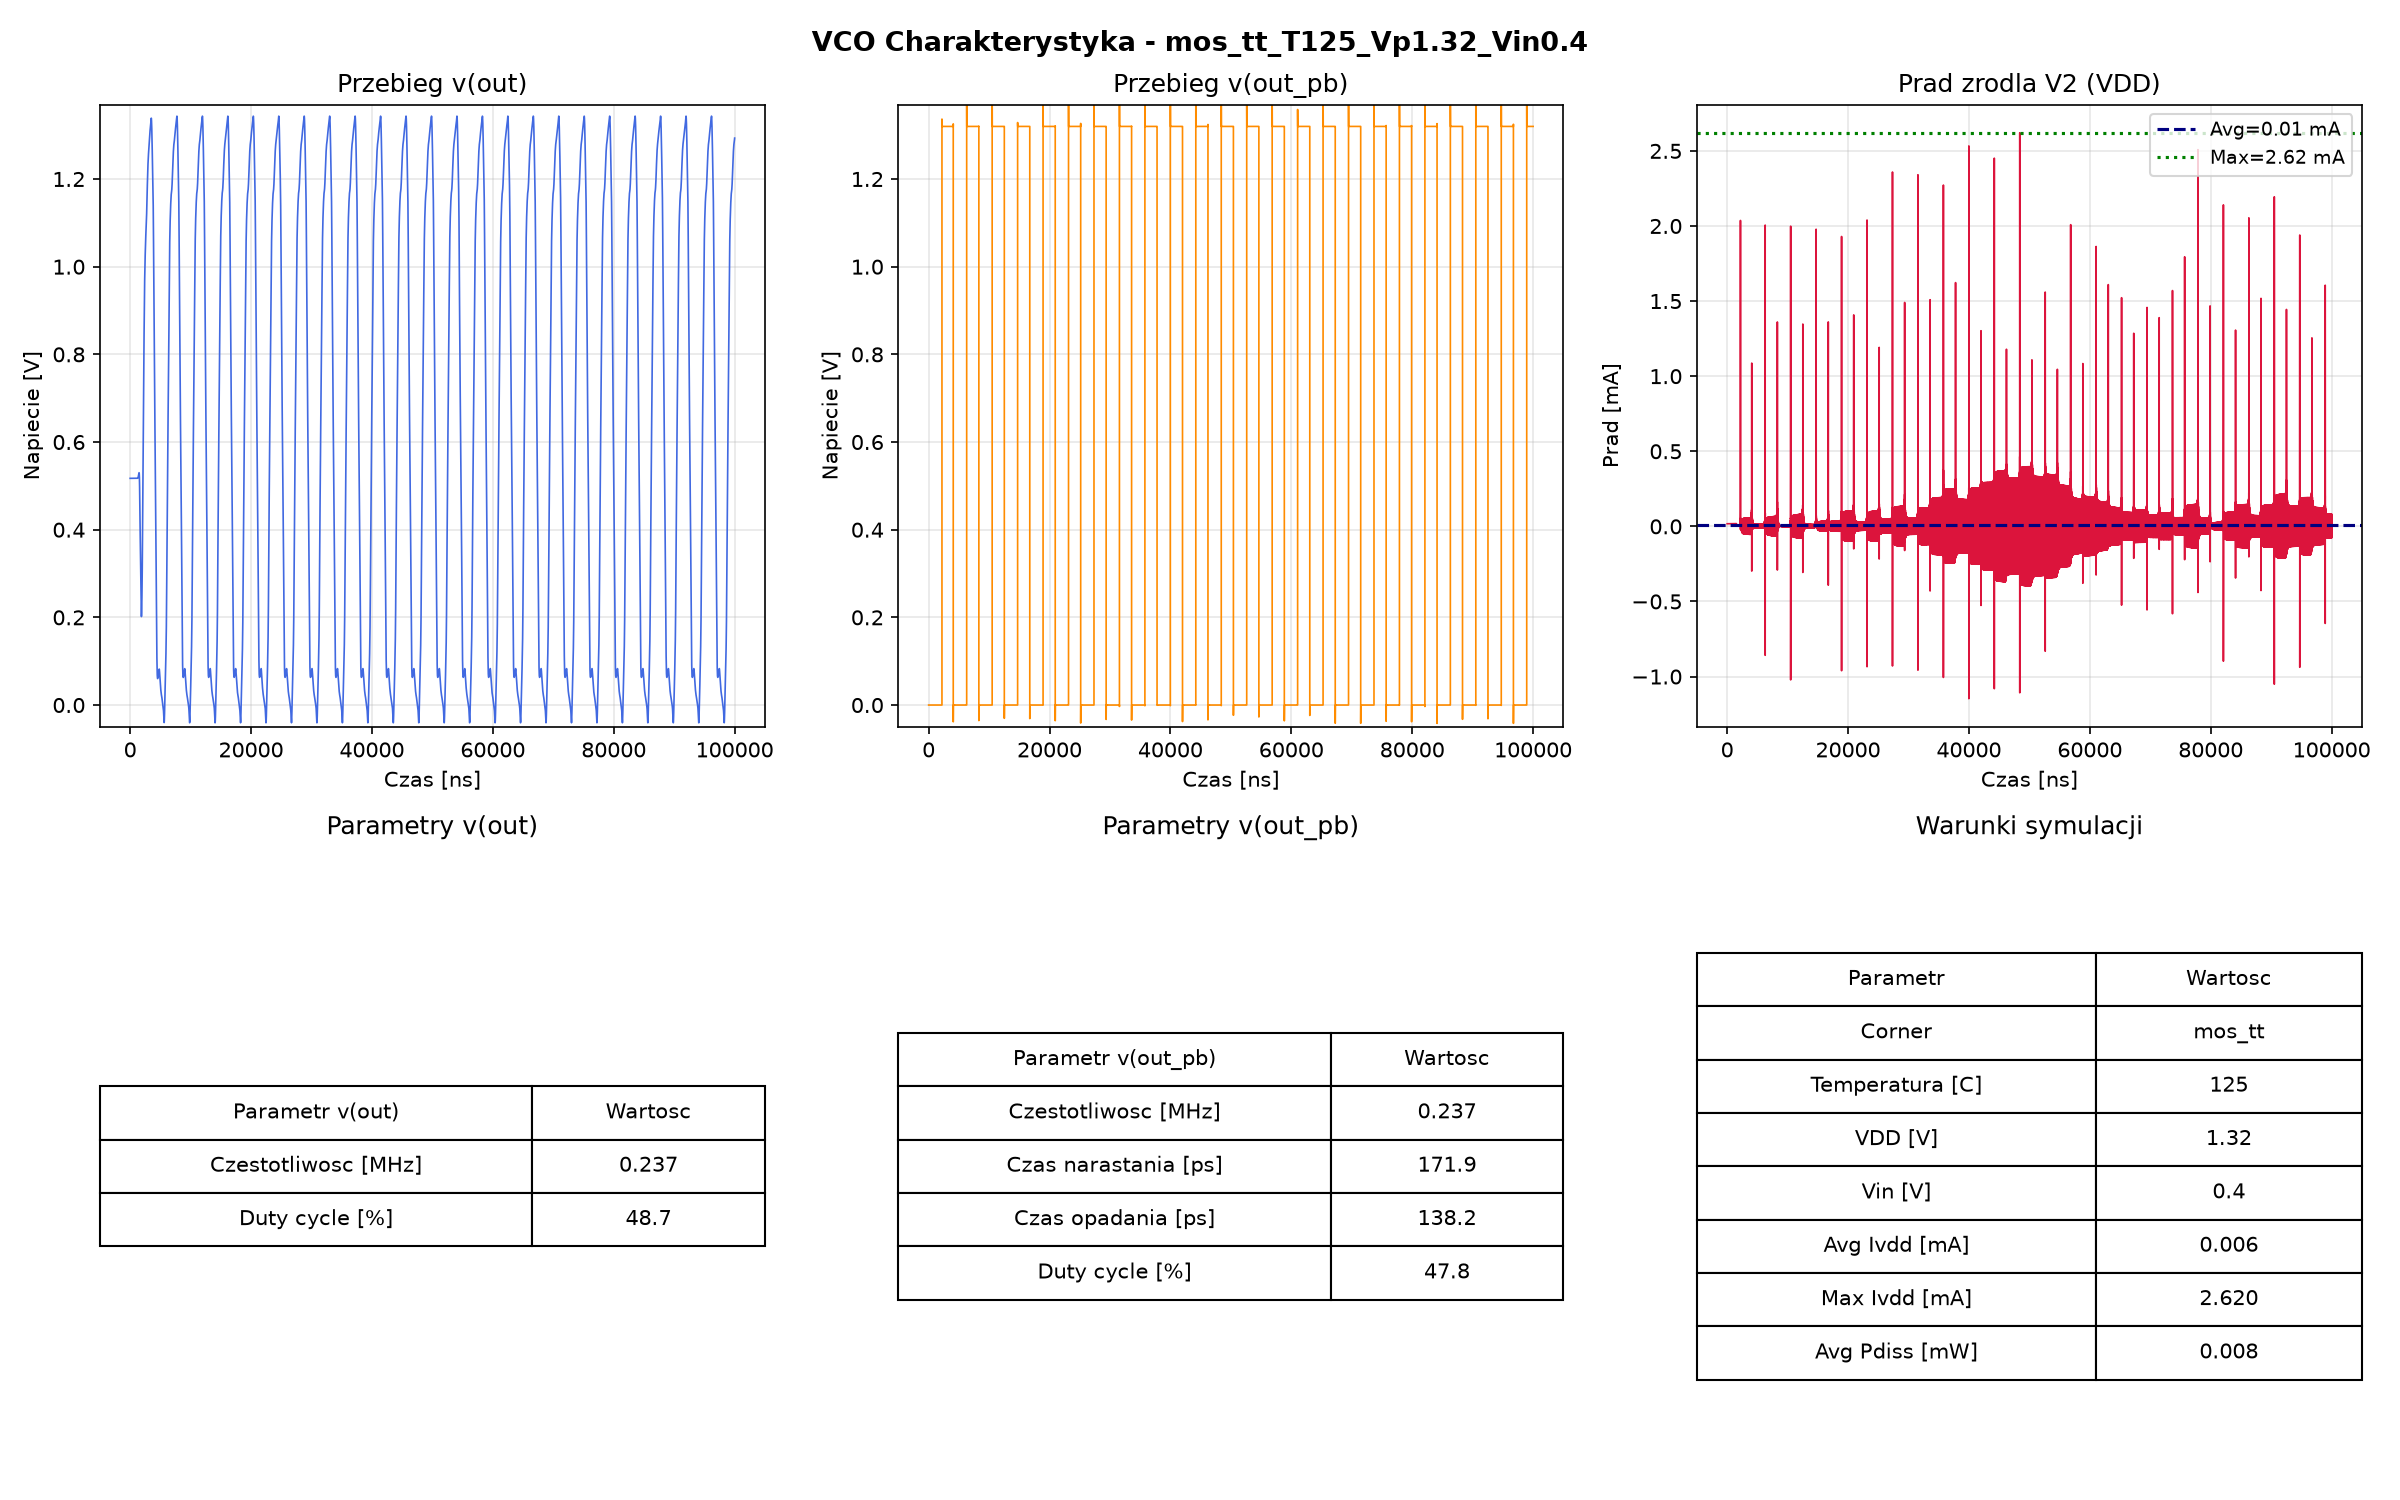 VCO Charakterystyka - mos_tt_T125_Vp1.32_Vin0.4
Przebieg v(out)
Napiecie [V]
1.2
1.0
0.8
0.6
0.4
0.2
0.0
0 20000 40000 60000 80000 100000
Czas [ns]
Przebieg v(out_pb)
Napiecie [V]
1.2
1.0
0.8
0.6
0.4
0.2
0.0
0 20000 40000 60000 80000 100000
Czas [ns]
Prad zrodla V2 (VDD)
Avg=0.01 mA
Max=2.62 mA
Prad [mA]
2.5
2.0
1.5
1.0
0.5
0.0
−0.5
−1.0
0 20000 40000 60000 80000 100000
Czas [ns]
Parametry v(out)
Parametr v(out) Wartosc
Czestotliwosc [MHz] 0.237
Duty cycle [%] 48.7
Parametry v(out_pb)
Parametr v(out_pb) Wartosc
Czestotliwosc [MHz] 0.237
Czas narastania [ps] 171.9
Czas opadania [ps] 138.2
Duty cycle [%] 47.8
Warunki symulacji
Parametr Wartosc
Corner mos_tt
Temperatura [C] 125
VDD [V] 1.32
Vin [V] 0.4
Avg Ivdd [mA] 0.006
Max Ivdd [mA] 2.620
Avg Pdiss [mW] 0.008